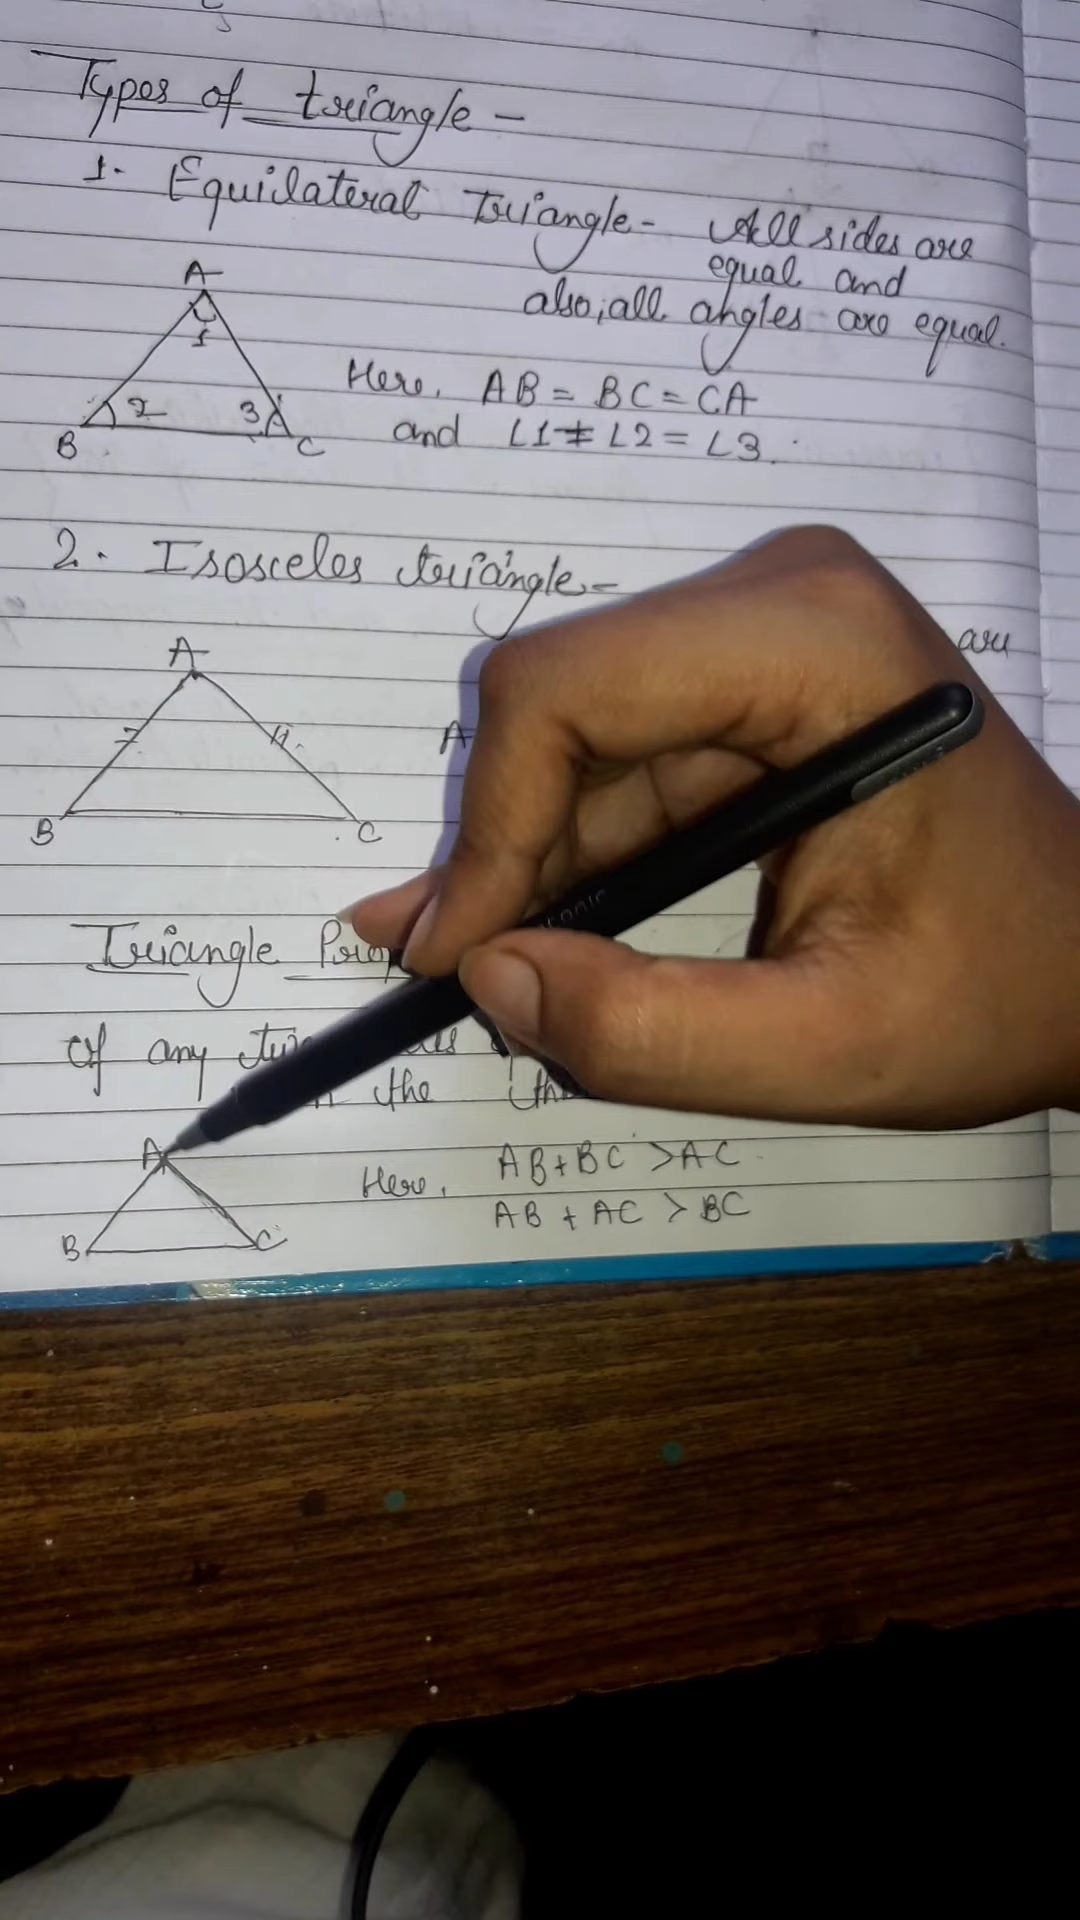 Types of triangle -
1. Equilateral Triangle - All sides are
equal and
also, all angles are equal.
A
1
2
3
B
C
Here, AB = BC = CA
and ∠1 ≠ ∠2 = ∠3.
2. Isosceles triangle -
are
A
A
B
C
Triangle Prop
Of any
the
A
B
C
Here, AB + BC > AC
AB + AC > BC